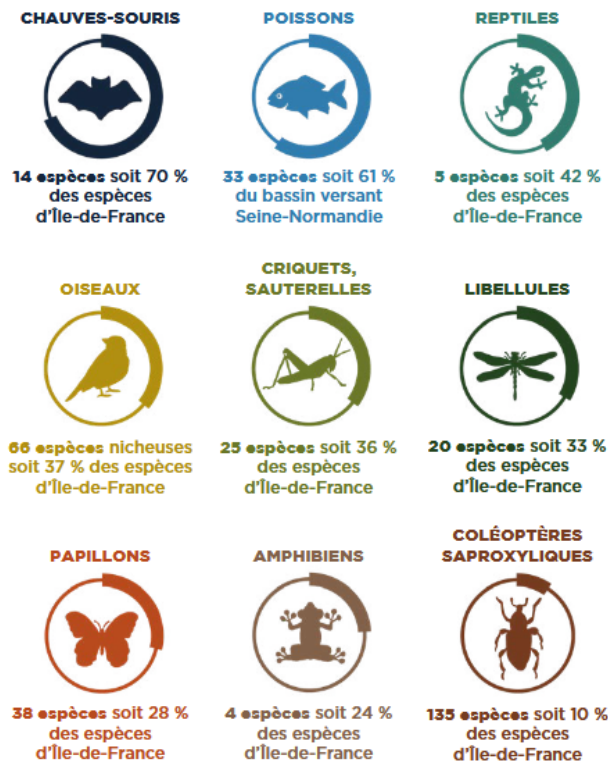 CHAUVES-SOURIS
14 espèces soit 70 %
des espèces
d'Île-de-France
POISSONS
33 espèces soit 61 %
du bassin versant
Seine-Normandie
REPTILES
5 espèces soit 42 %
des espèces
d'Île-de-France
OISEAUX
66 espèces nicheuses
soit 37 % des espèces
d'Île-de-France
CRIQUETS,
SAUTERELLES
25 espèces soit 36 %
des espèces
d'Île-de-France
LIBELLULES
20 espèces soit 33 %
des espèces
d'Île-de-France
PAPILLONS
38 espèces soit 28 %
des espèces
d'Île-de-France
AMPHIBIENS
4 espèces soit 24 %
des espèces
d'Île-de-France
COLÉOPTÈRES
SAPROXYLIQUES
135 espèces soit 10 %
des espèces
d'Île-de-France